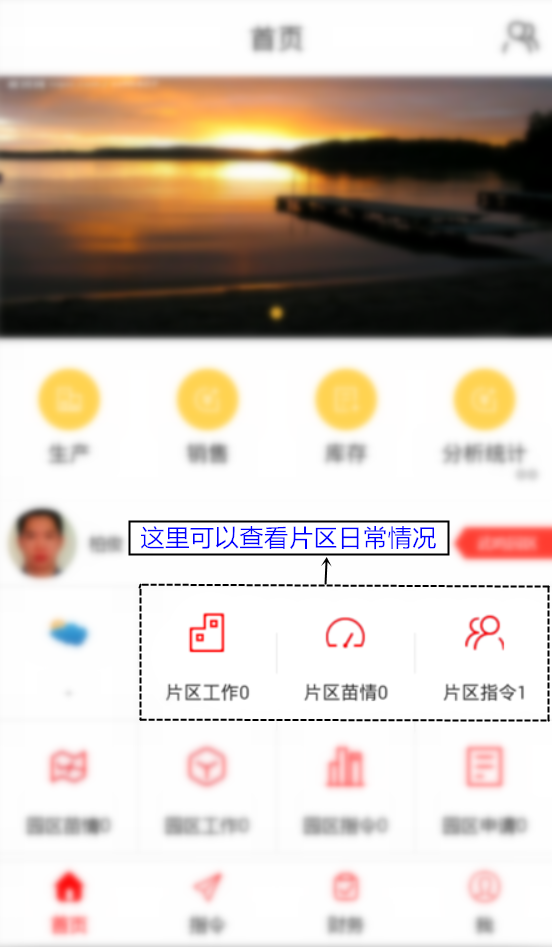 首页
生产
销售
库存
分析统计
这里可以查看片区日常情况
片区工作0
片区苗情0
片区指令1
园区苗情0
园区工作0
园区指令0
园区申请0
首页
指令
财务
我